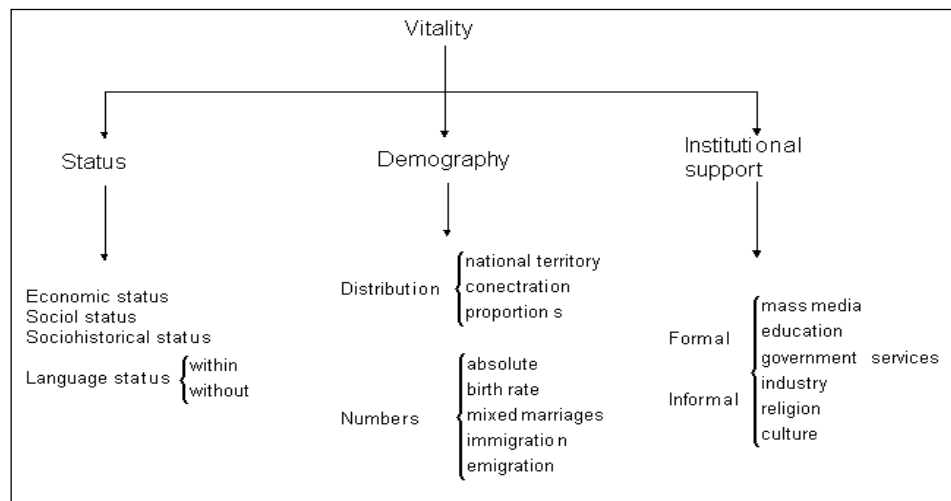 Vitality
Status
Demography
Institutional
support
Economic status
Sociol status
Sociohistorical status
Language status
within
without
Distribution
national territory
conectration
proportion s
Numbers
absolute
birth rate
mixed marriages
immigration
emigration
Formal
Informal
mass media
education
government services
industry
religion
culture